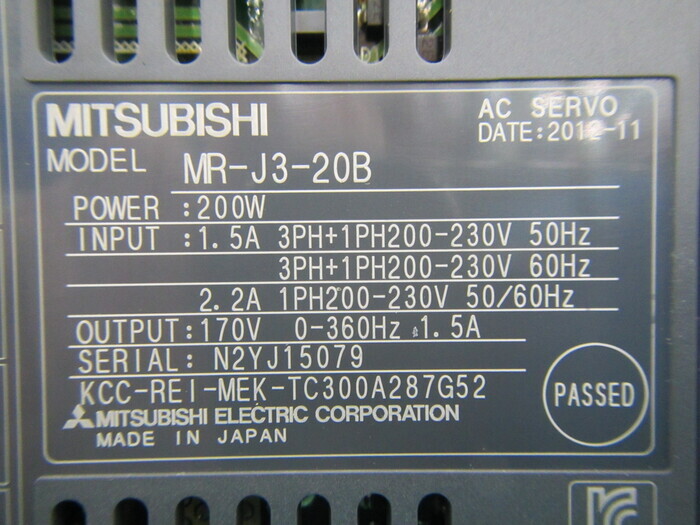 MITSUBISHI
AC SERVO
DATE:2012-11
MODEL MR-J3-20B
POWER :200W
INPUT :1.5A 3PH+1PH200-230V 50Hz
3PH+1PH200-230V 60Hz
2.2A 1PH200-230V 50/60Hz
OUTPUT:170V 0-360Hz 1.5A
SERIAL: N2YJ15079
KCC-REI-MEK-TC300A287G52
MITSUBISHI ELECTRIC CORPORATION
MADE IN JAPAN
PASSED